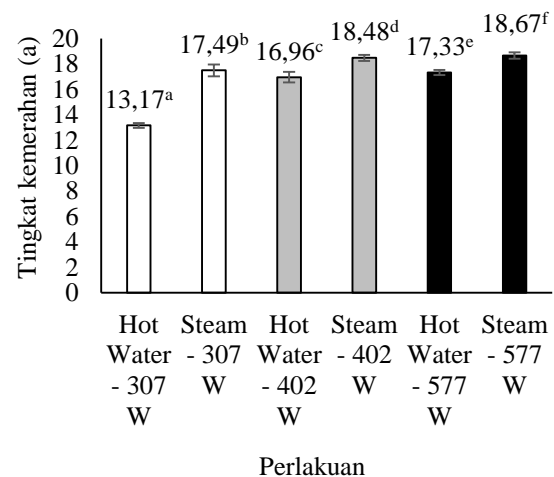 Tingkat kemerahan (a)
20
18
16
14
12
10
8
6
4
2
0
13,17ᵃ
17,49ᵇ
16,96ᶜ
18,48ᵈ
17,33ᵉ
18,67ᶠ
Hot
Water
- 307
W
Steam
- 307
W
Hot
Water
- 402
W
Steam
- 402
W
Hot
Water
- 577
W
Steam
- 577
W
Perlakuan